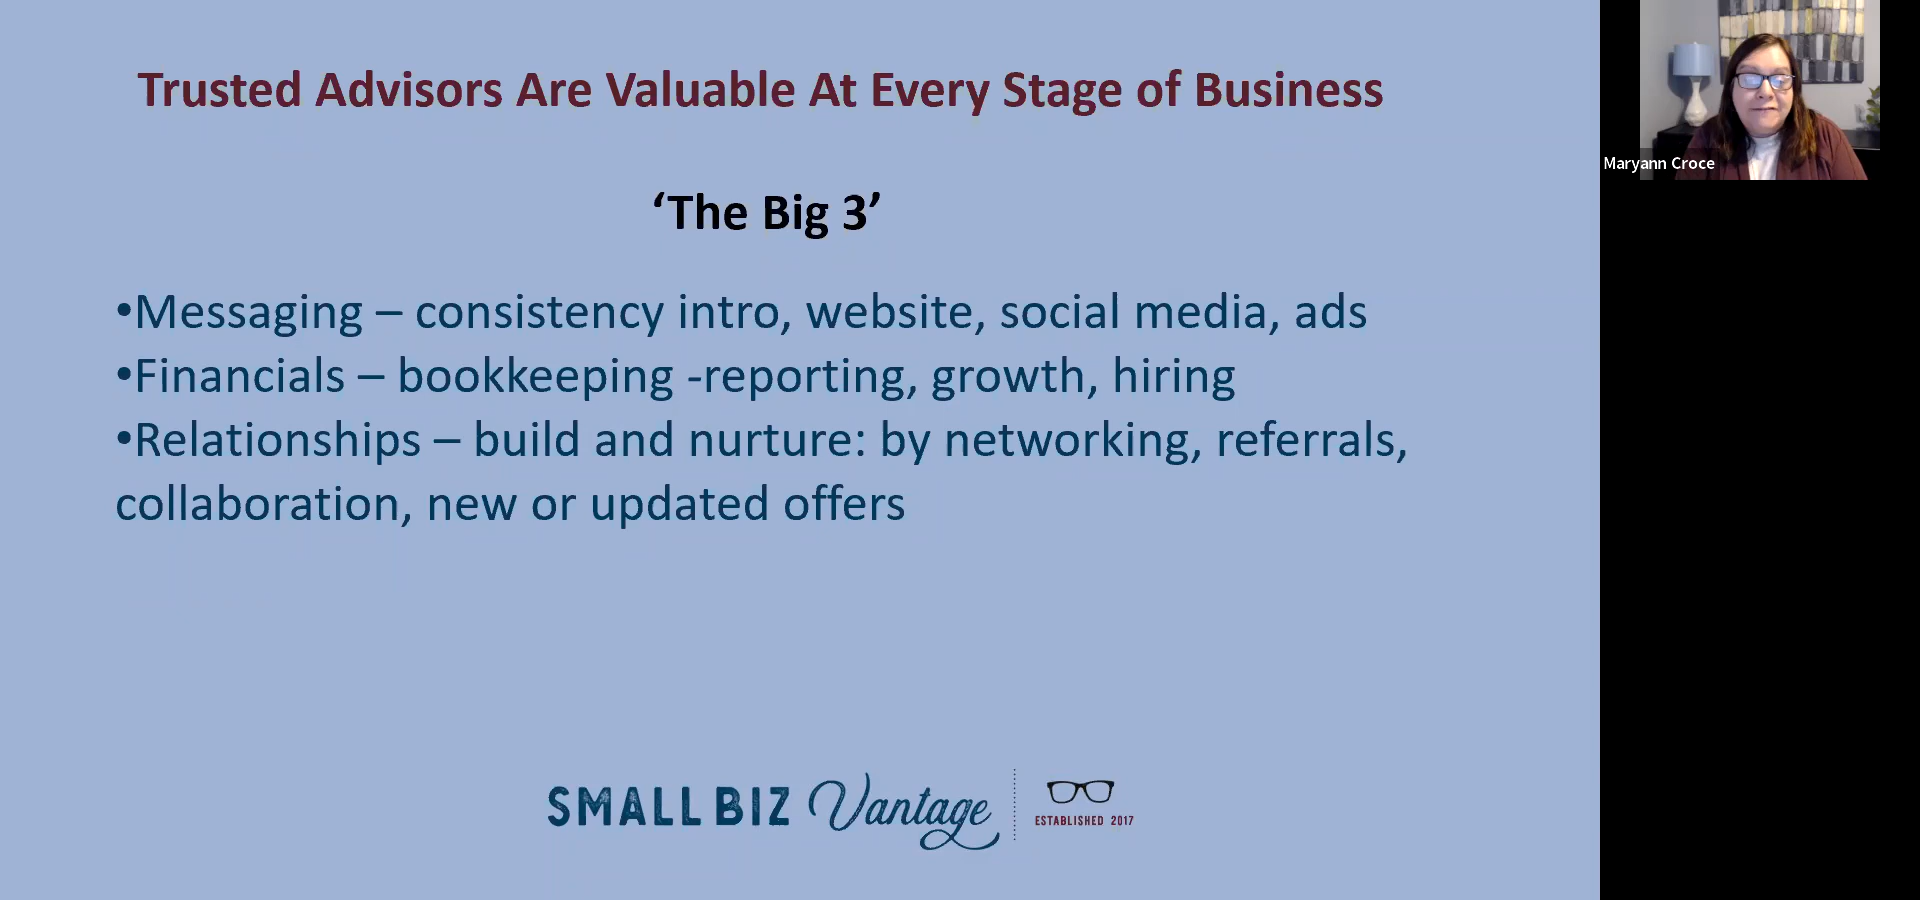 Trusted Advisors Are Valuable At Every Stage of Business
‘The Big 3’
•Messaging – consistency intro, website, social media, ads
•Financials – bookkeeping -reporting, growth, hiring
•Relationships – build and nurture: by networking, referrals,
collaboration, new or updated offers
SMALL BIZ Vantage
ESTABLISHED 2017
Maryann Croce